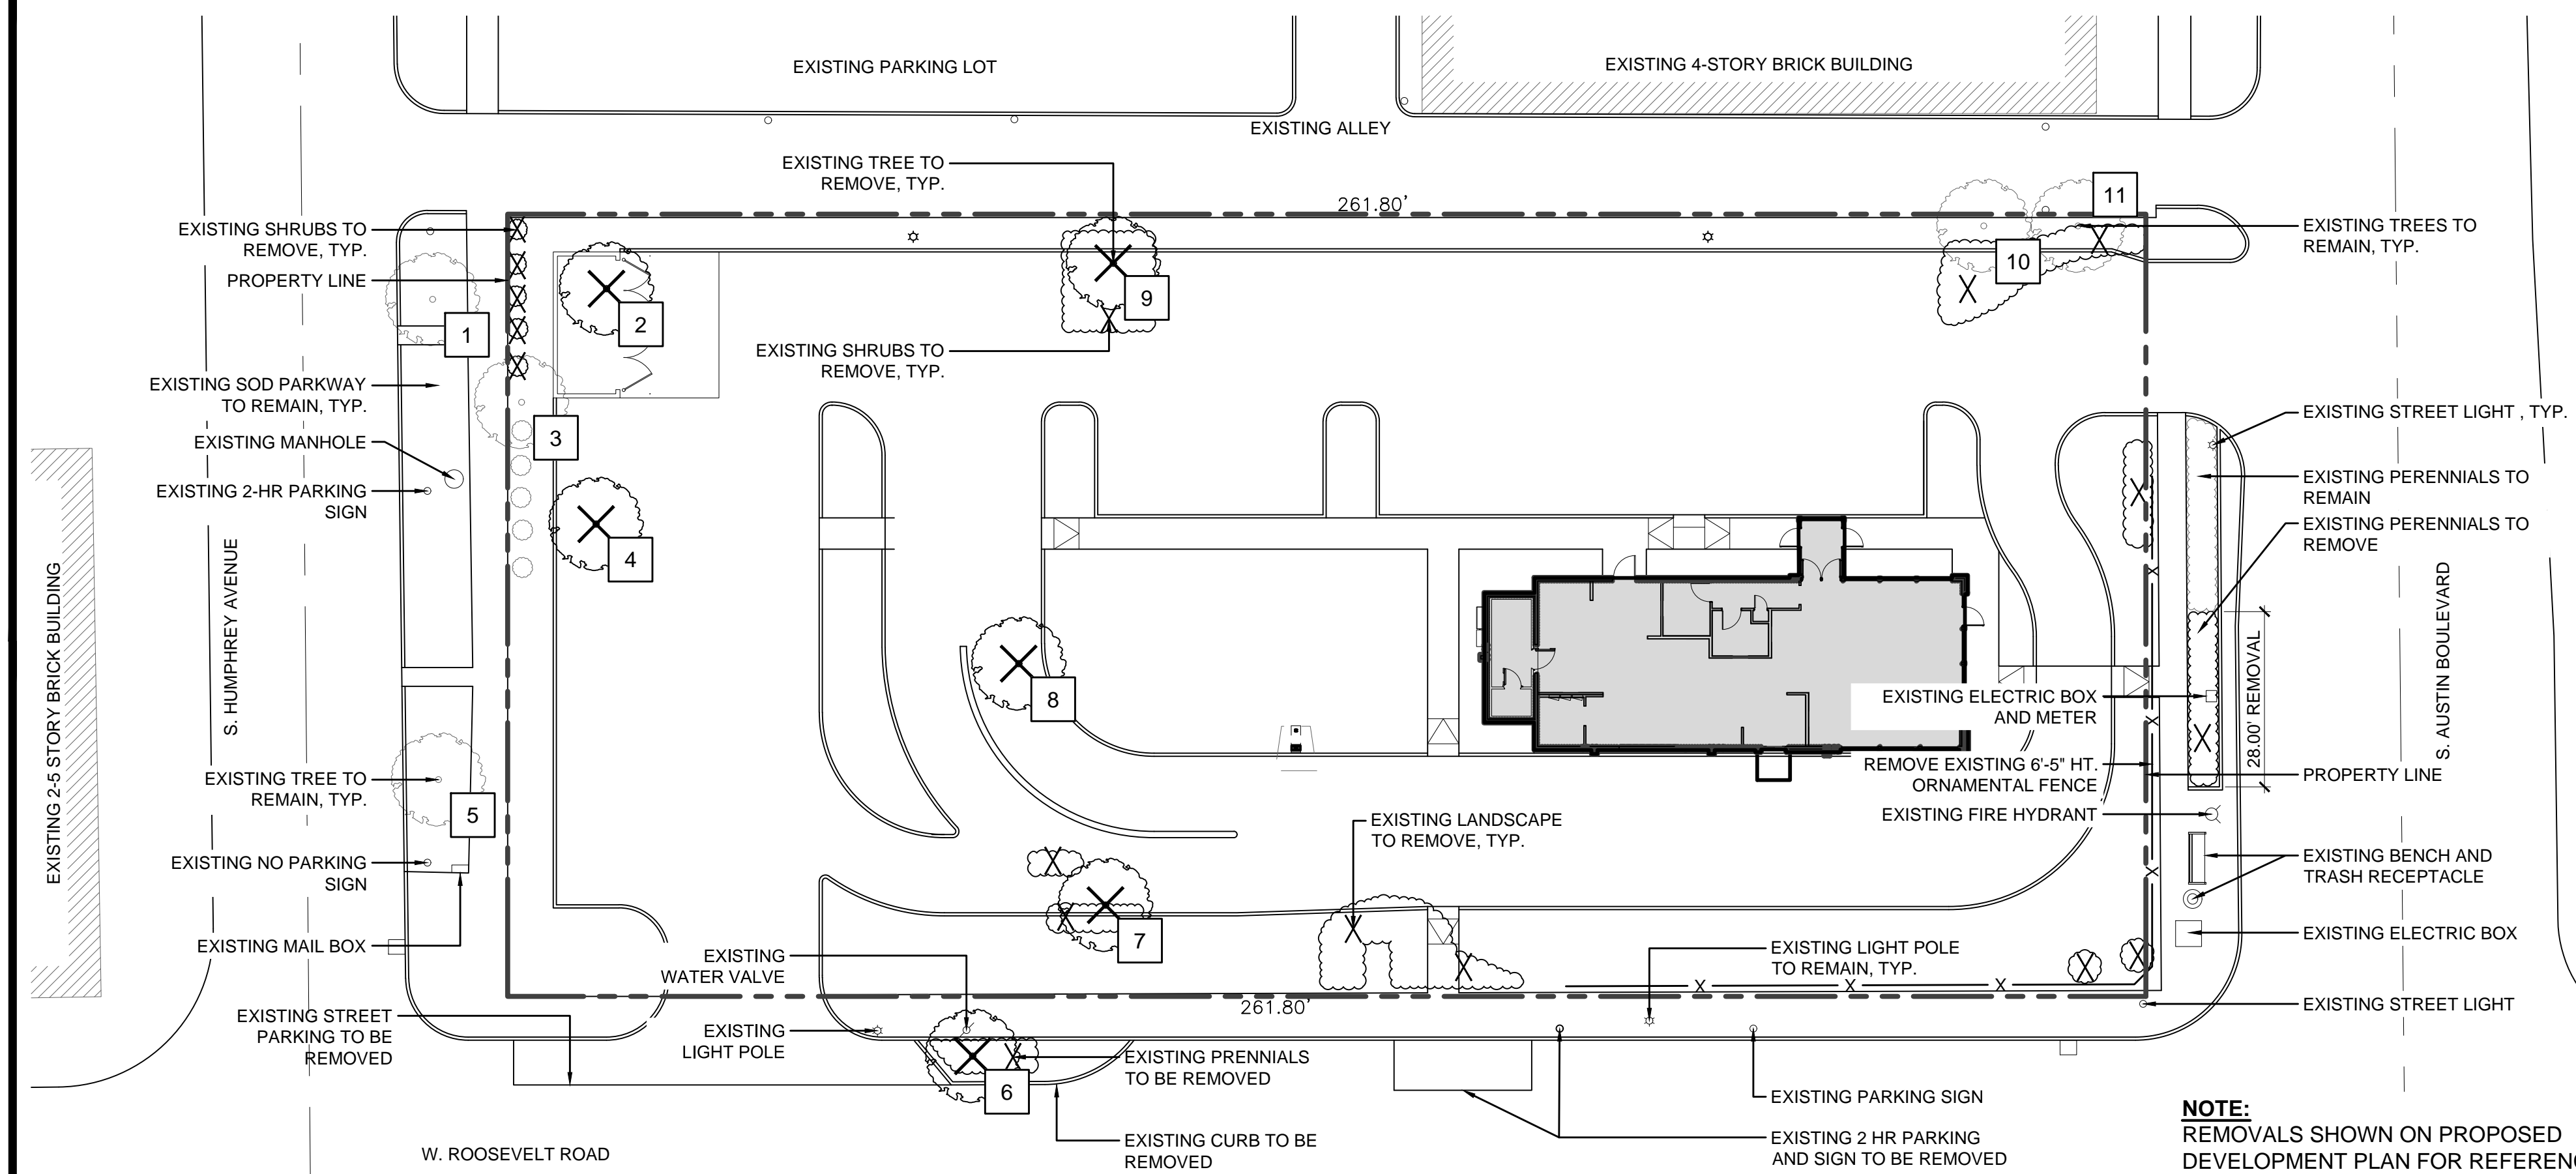 EXISTING PARKING LOT
EXISTING 4-STORY BRICK BUILDING
EXISTING ALLEY
EXISTING TREE TO
REMOVE, TYP.
261.80'
11
EXISTING SHRUBS TO
REMOVE, TYP.
PROPERTY LINE
EXISTING TREES TO
REMAIN, TYP.
10
9
2
1
EXISTING SHRUBS TO
REMOVE, TYP.
EXISTING SOD PARKWAY
TO REMAIN, TYP.
EXISTING MANHOLE
EXISTING 2-HR PARKING
SIGN
3
4
EXISTING STREET LIGHT , TYP.
EXISTING PERENNIALS TO
REMAIN
EXISTING PERENNIALS TO
REMOVE
EXISTING 2-5 STORY BRICK BUILDING
S. HUMPHREY AVENUE
S. AUSTIN BOULEVARD
28.00' REMOVAL
8
EXISTING ELECTRIC BOX
AND METER
REMOVE EXISTING 6'-5" HT.
ORNAMENTAL FENCE
PROPERTY LINE
EXISTING TREE TO
REMAIN, TYP.
5
EXISTING FIRE HYDRANT
EXISTING LANDSCAPE
TO REMOVE, TYP.
EXISTING NO PARKING
SIGN
EXISTING BENCH AND
TRASH RECEPTACLE
7
EXISTING MAIL BOX
EXISTING
WATER VALVE
EXISTING LIGHT POLE
TO REMAIN, TYP.
EXISTING ELECTRIC BOX
261.80'
EXISTING STREET LIGHT
EXISTING STREET
PARKING TO BE
REMOVED
EXISTING
LIGHT POLE
EXISTING PRENNIALS
TO BE REMOVED
6
EXISTING PARKING SIGN
EXISTING CURB TO BE
REMOVED
EXISTING 2 HR PARKING
AND SIGN TO BE REMOVED
W. ROOSEVELT ROAD
NOTE:
REMOVALS SHOWN ON PROPOSED
DEVELOPMENT PLAN FOR